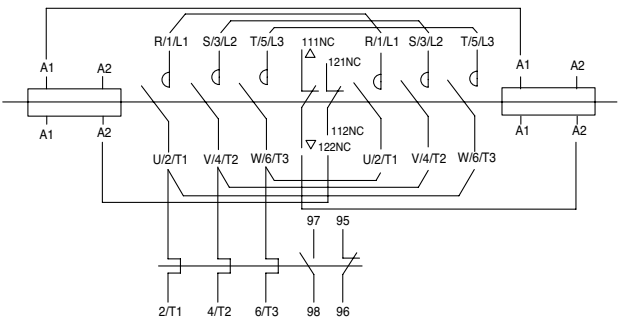 R/1/L1 S/3/L2 T/5/L3 111NC R/1/L1 S/3/L2 T/5/L3
A1 A2 121NC A1 A2
A1 A2 112NC A1 A2
122NC
U/2/T1 V/4/T2 W/6/T3 U/2/T1 V/4/T2 W/6/T3
97 95
2/T1 4/T2 6/T3 98 96